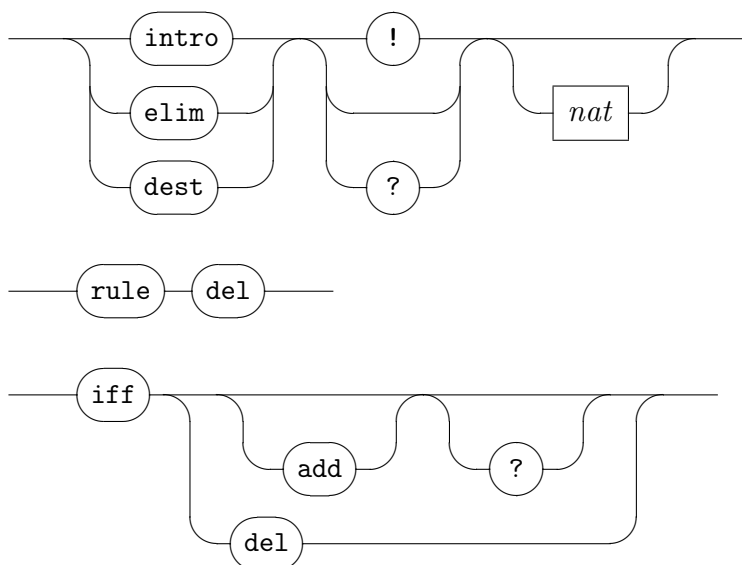 intro !
elim nat
dest ?
rule del
iff
add ?
del